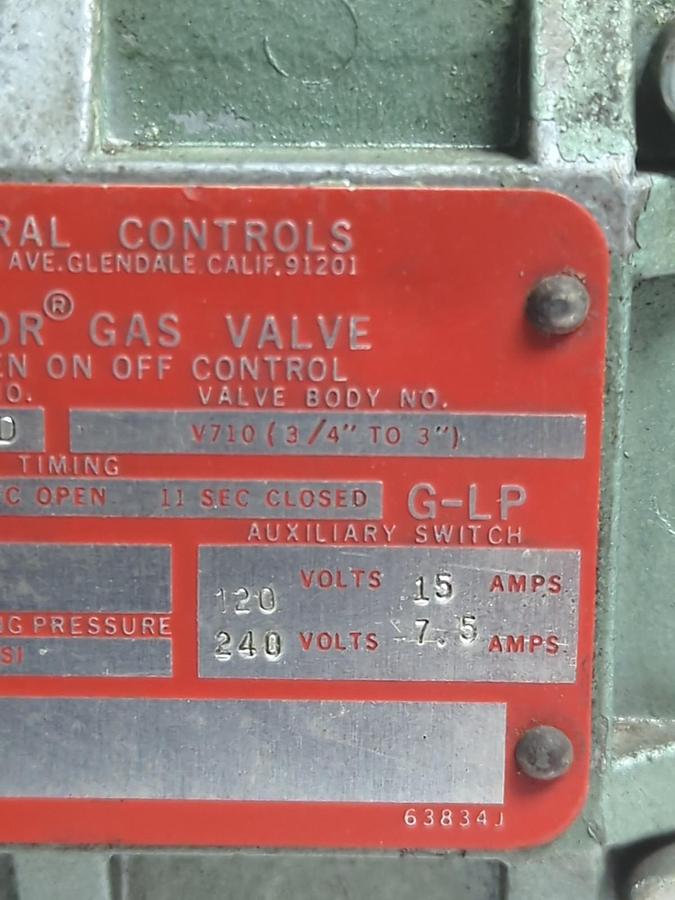 RAL CONTROLS
AVE. GLENDALE. CALIF. 91201
OR® GAS VALVE
EN ON OFF CONTROL
O. VALVE BODY NO.
D V710 (3/4" TO 3")
TIMING
C OPEN 11 SEC CLOSED G-LP
AUXILIARY SWITCH
120 VOLTS 15 AMPS
NG PRESSURE 240 VOLTS 7.5 AMPS
SI
63834J